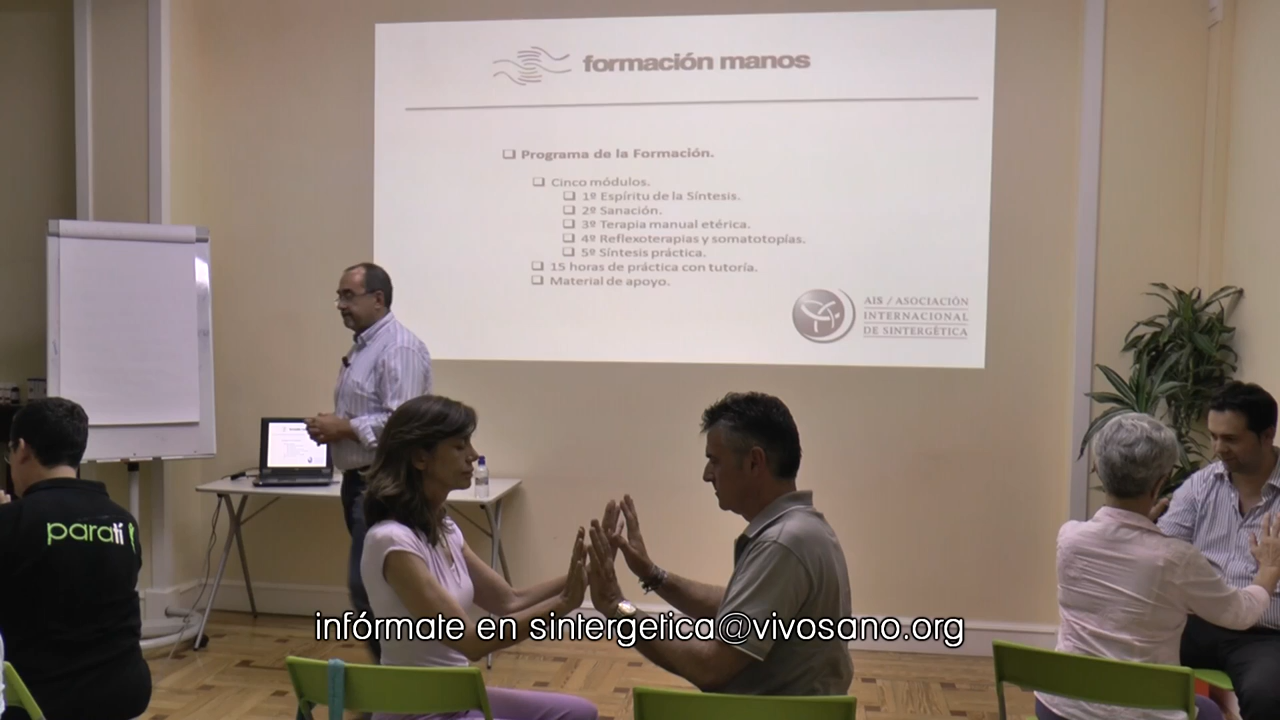 formación manos
Programa de la Formación.
Cinco módulos.
1º Espíritu de la Síntesis.
2º Sanación.
3º Terapia manual etérica.
4º Reflexoterapias y somatotopías.
5º Síntesis práctica.
15 horas de práctica con tutoría.
Material de apoyo.
AIS / ASOCIACIÓN
INTERNACIONAL
DE SINTERGÉTICA
parati
infórmate en sintergetica@vivosano.org